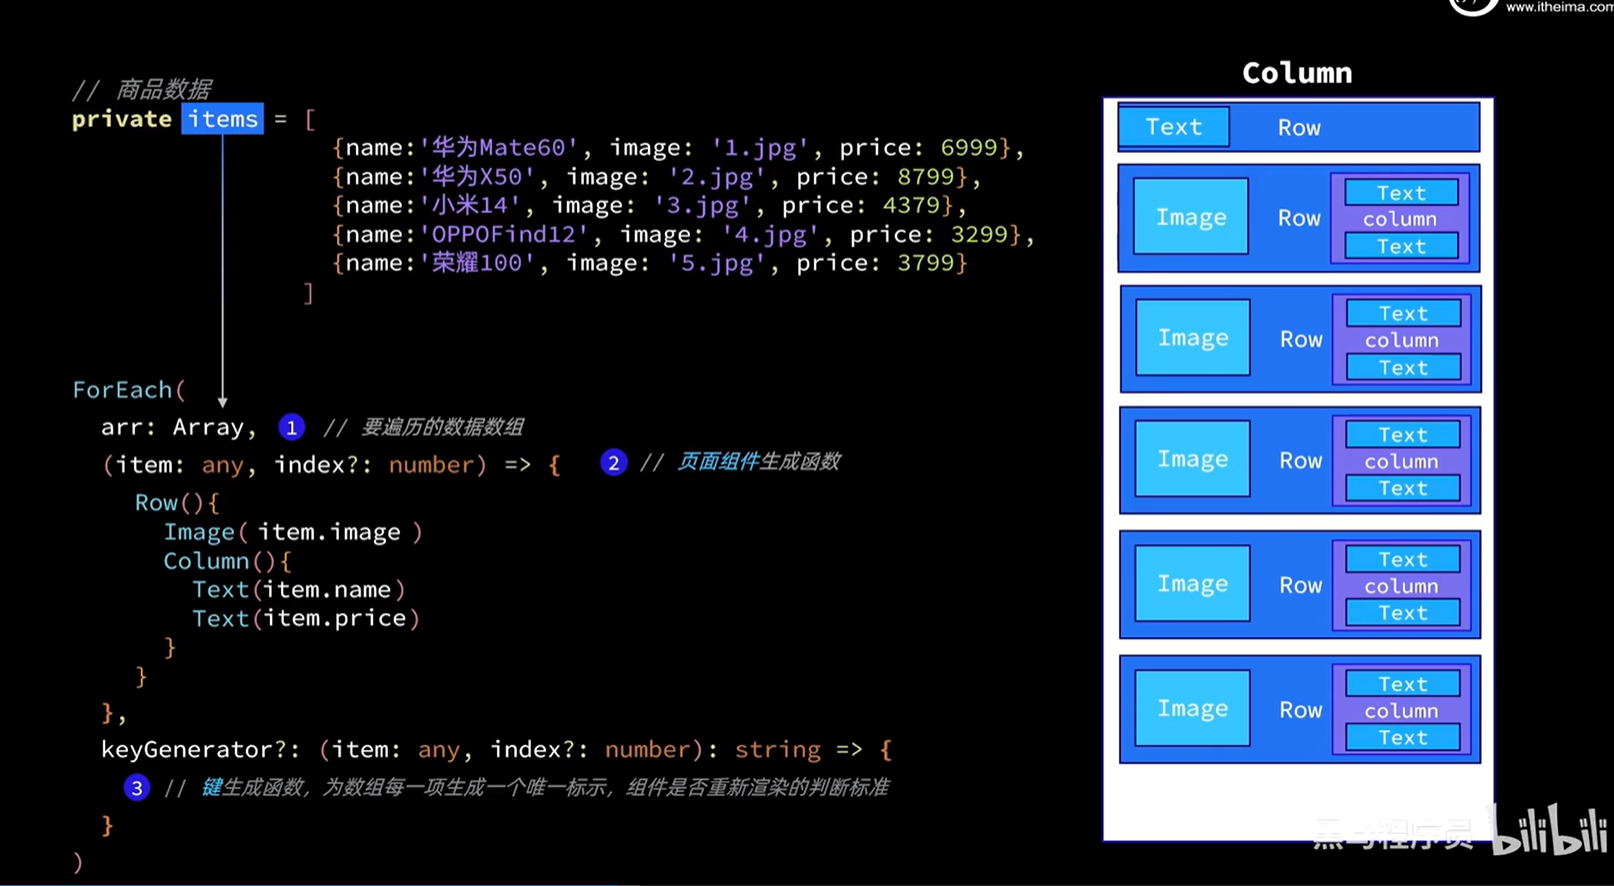 www.itheima.com
// 商品数据
private items = [
{name:'华为Mate60', image: '1.jpg', price: 6999},
{name:'华为X50', image: '2.jpg', price: 8799},
{name:'小米14', image: '3.jpg', price: 4379},
{name:'OPPOFind12', image: '4.jpg', price: 3299},
{name:'荣耀100', image: '5.jpg', price: 3799}
]
ForEach(
arr: Array, 1 // 要遍历的数据数组
(item: any, index?: number) => { 2 // 页面组件生成函数
Row(){
Image( item.image )
Column(){
Text(item.name)
Text(item.price)
}
}
},
keyGenerator?: (item: any, index?: number): string => {
3 // 键生成函数，为数组每一项生成一个唯一标示，组件是否重新渲染的判断标准
}
)
Column
Text Row
Image Row Text
column
Text
Image Row Text
column
Text
Image Row Text
column
Text
Image Row Text
column
Text
Image Row Text
column
Text
黑马程序员 bilibili